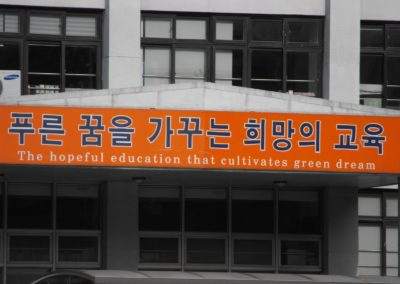 SAMSUNG
푸른 꿈을 가꾸는 희망의 교육
The hopeful education that cultivates green dream